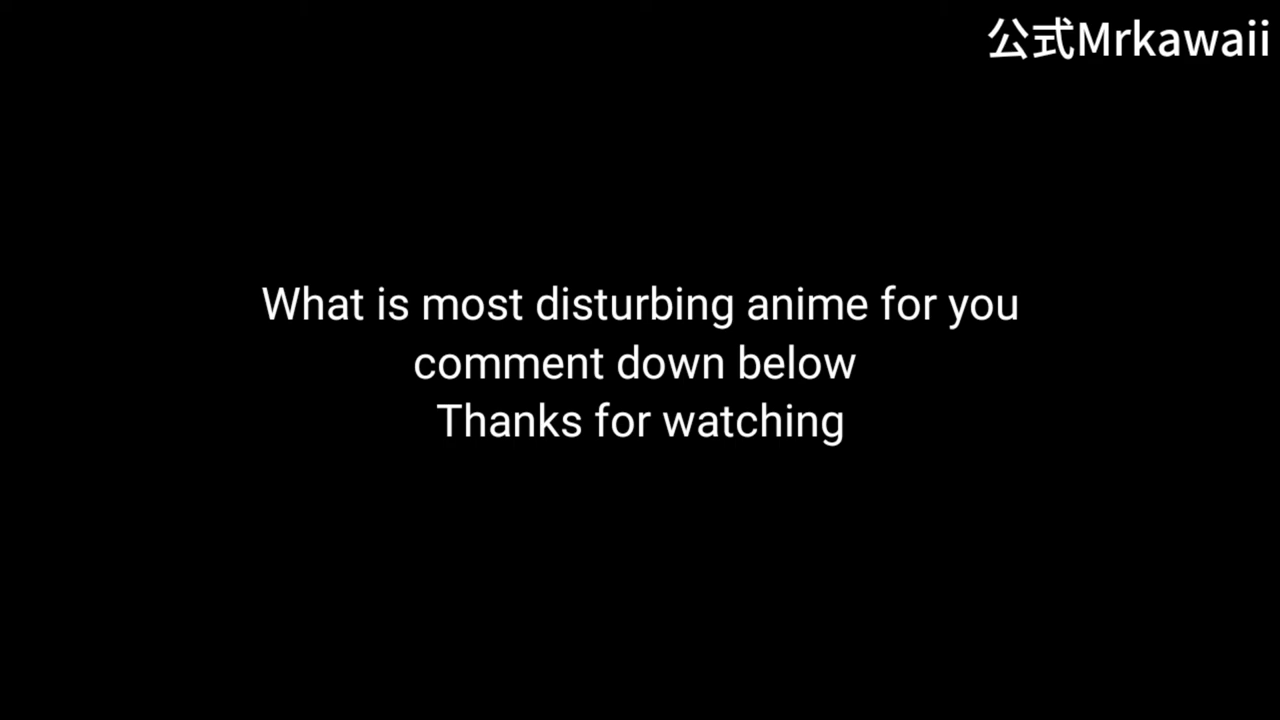 公式Mrkawaii
What is most disturbing anime for you
comment down below
Thanks for watching